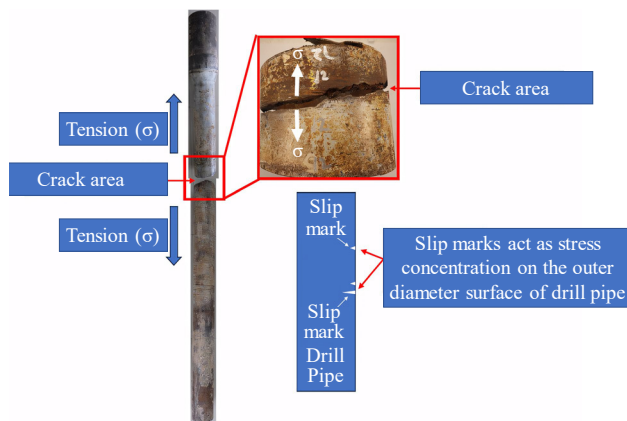 Tension (σ)
Crack area
Tension (σ)
σ
12
σ
Crack area
Slip
mark
Slip
mark
Drill
Pipe
Slip marks act as stress
concentration on the outer
diameter surface of drill pipe